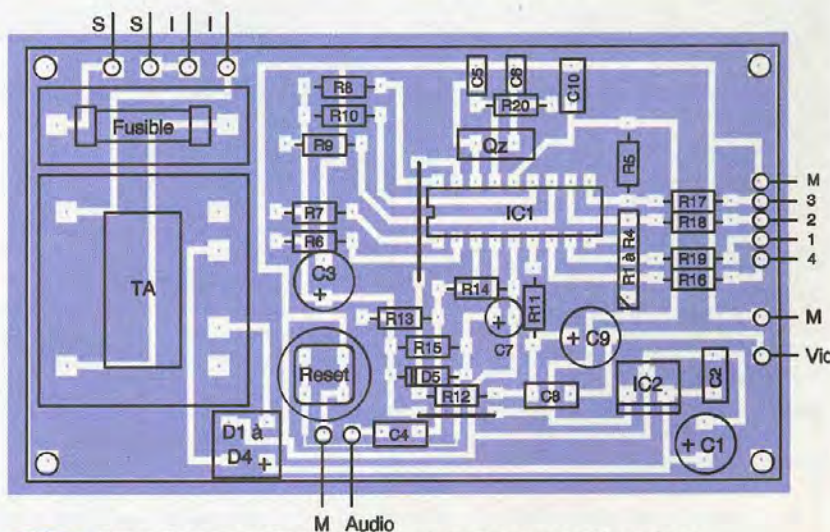 S S I I
R8
C5
C6
C10
R10
R20
Fusible
R9
Qz
R5
M
R7
IC1
R17
3
R18
2
R6
R1 à R4
1
TA
C3
R19
4
+
R14
R16
R13
+
R11
C7
+ C9
M
R15
Reset
D5
IC2
C2
Vid
R12
C8
D1 à
D4 +
C4
+ C1
M Audio